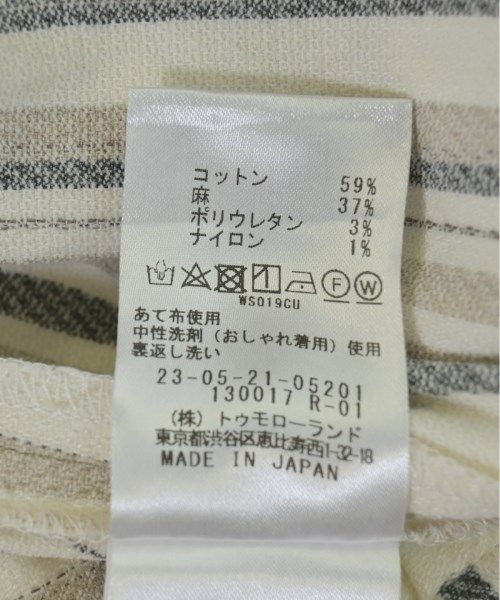 コットン 59%
麻 37%
ポリウレタン 3%
ナイロン 1%
F W
WS019CU
あて布使用
中性洗剤（おしゃれ着用）使用
裏返し洗い
23-05-21-05201
130017 R-01
(株) トゥモローランド
東京都渋谷区恵比寿西1-32-18
MADE IN JAPAN